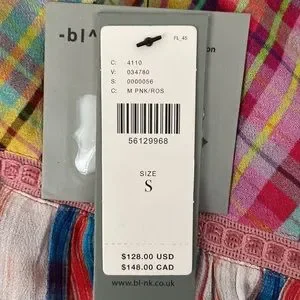 -bl^
FL_45
C: 4110
V: 034780
S: 0000056
C: M PNK/ROS
on
56129968
SIZE
S
$128.00 USD
$148.00 CAD
www.bl-nk.co.uk